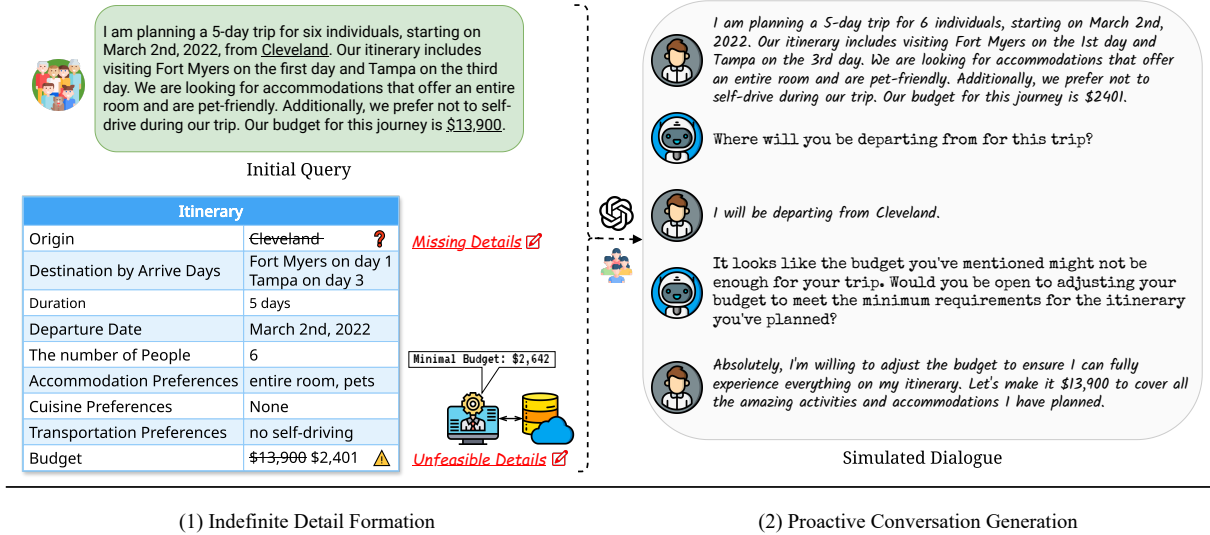 I am planning a 5-day trip for six individuals, starting on
March 2nd, 2022, from Cleveland. Our itinerary includes
visiting Fort Myers on the first day and Tampa on the third
day. We are looking for accommodations that offer an entire
room and are pet-friendly. Additionally, we prefer not to self-
drive during our trip. Our budget for this journey is $13,900.
Initial Query
Itinerary
Origin Cleveland ?
Missing Details
Destination by Arrive Days Fort Myers on day 1
Tampa on day 3
Duration 5 days
Departure Date March 2nd, 2022
The number of People 6
Accommodation Preferences entire room, pets
Cuisine Preferences None
Transportation Preferences no self-driving
Budget $13,900 $2,401
Minimal Budget: $2,642
Unfeasible Details
(1) Indefinite Detail Formation
I am planning a 5-day trip for 6 individuals, starting on March 2nd,
2022. Our itinerary includes visiting Fort Myers on the 1st day and
Tampa on the 3rd day. We are looking for accommodations that offer
an entire room and are pet-friendly. Additionally, we prefer not to
self-drive during our trip. Our budget for this journey is $2401.
Where will you be departing from for this trip?
I will be departing from Cleveland.
It looks like the budget you've mentioned might not be
enough for your trip. Would you be open to adjusting your
budget to meet the minimum requirements for the itinerary
you've planned?
Absolutely, I'm willing to adjust the budget to ensure I can fully
experience everything on my itinerary. Let's make it $13,900 to cover all
the amazing activities and accommodations I have planned.
Simulated Dialogue
(2) Proactive Conversation Generation